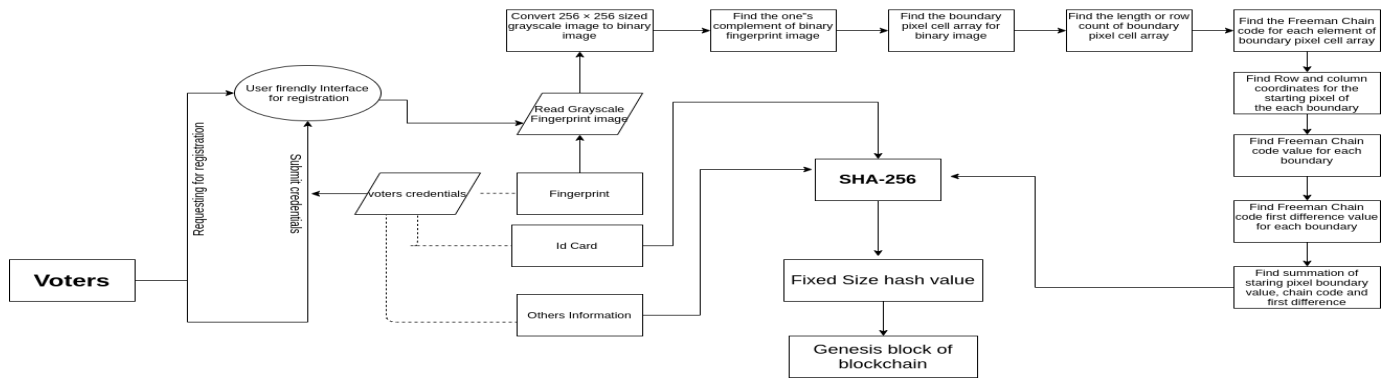 Convert 256 × 256 sized
grayscale image to binary
image
Find the one"s
complement of binary
fingerprint image
Find the boundary
pixel cell array for
binary image
Find the length or row
count of boundary
pixel cell array
Find the Freeman Chain
code for each element of
boundary pixel cell array
User firendly Interface
for registration
Read Grayscale
Fingerprint image
Find Row and column
coordinates for the
starting pixel of
the each boundary
Requesting for registration
Submit credentials
Find Freeman Chain
code value for each
boundary
voters credentials
Fingerprint
SHA-256
Find Freeman Chain
code first difference value
for each boundary
Id Card
Voters
Fixed Size hash value
Find summation of
staring pixel boundary
value, chain code and
first difference
Others Information
Genesis block of
blockchain